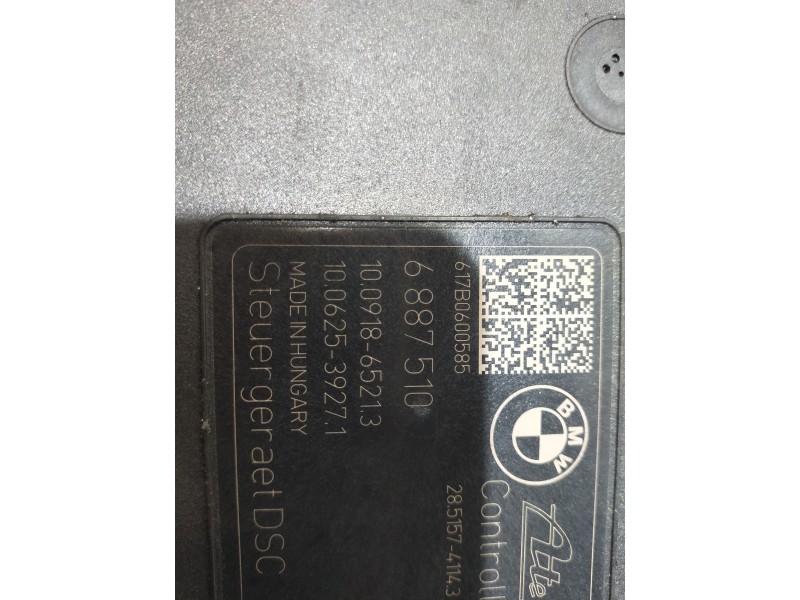 BMW
Ate
617B0600585
28.5157-4114.3
6 887 510
10.0918-6521.3
10.0625-3927.1
MADE IN HUNGARY
Steuergeraet DSC